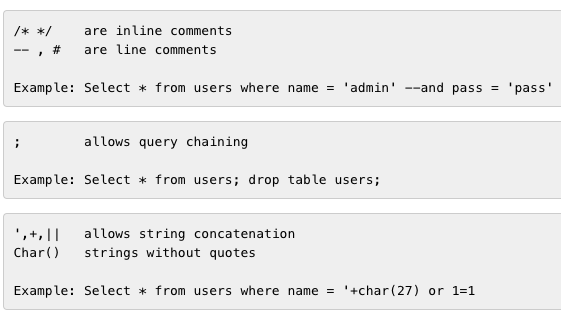 /* */    are inline comments
-- , #   are line comments
Example: Select * from users where name = 'admin' --and pass = 'pass'
;        allows query chaining
Example: Select * from users; drop table users;
',+,||   allows string concatenation
Char()   strings without quotes
Example: Select * from users where name = '+char(27) or 1=1